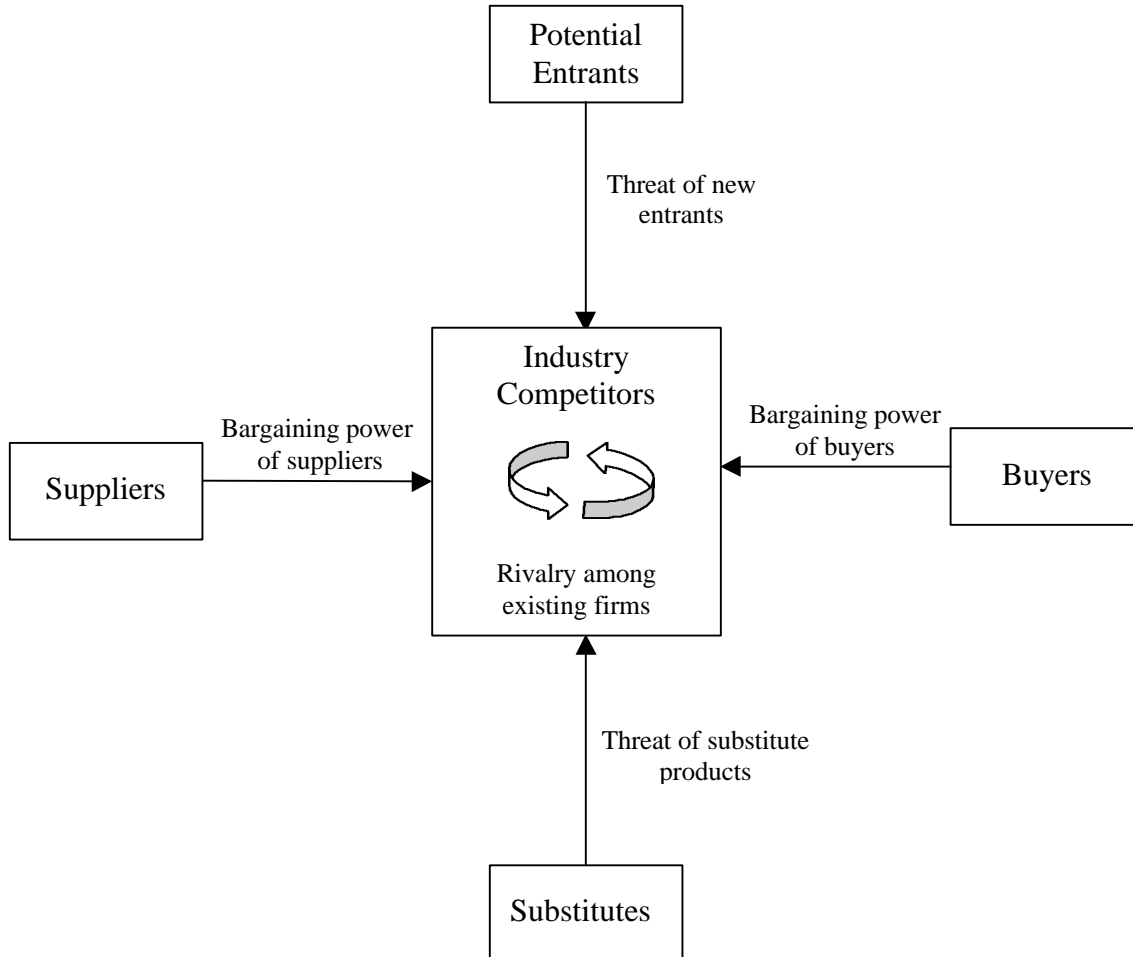 Potential
Entrants
Threat of new
entrants
Industry
Competitors
Bargaining power
of suppliers
Bargaining power
of buyers
Suppliers
Buyers
Rivalry among
existing firms
Threat of substitute
products
Substitutes